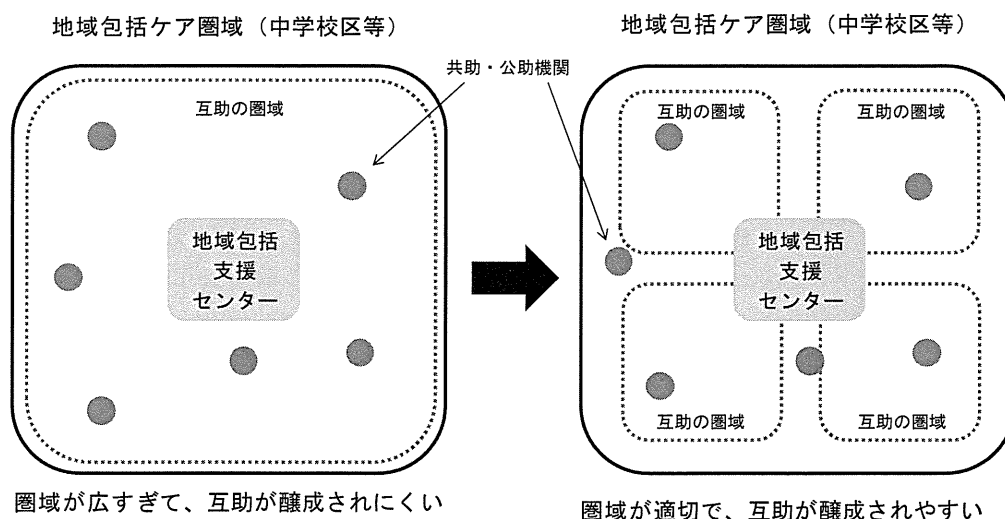 地域包括ケア圏域（中学校区等）
地域包括ケア圏域（中学校区等）
共助・公助機関
互助の圏域
互助の圏域
互助の圏域
地域包括
支援
センター
地域包括
支援
センター
互助の圏域
互助の圏域
圏域が広すぎて、互助が醸成されにくい
圏域が適切で、互助が醸成されやすい